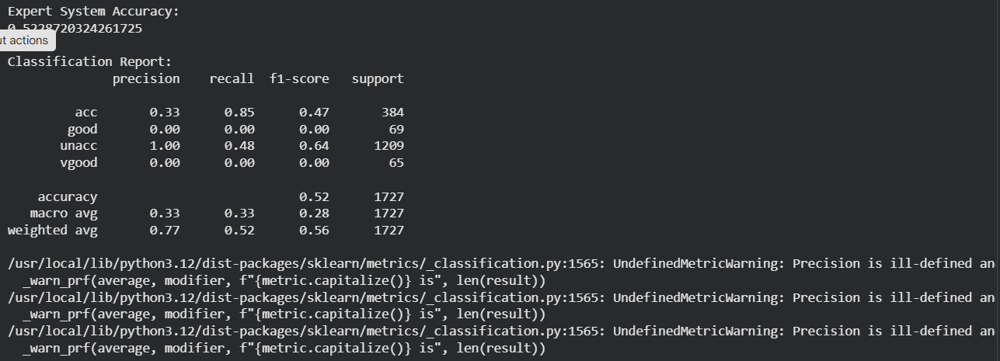 Expert System Accuracy:
0.5228720324261725
ut actions
Classification Report:
precision recall f1-score support
acc 0.33 0.85 0.47 384
good 0.00 0.00 0.00 69
unacc 1.00 0.48 0.64 1209
vgood 0.00 0.00 0.00 65
accuracy 0.52 1727
macro avg 0.33 0.33 0.28 1727
weighted avg 0.77 0.52 0.56 1727
/usr/local/lib/python3.12/dist-packages/sklearn/metrics/_classification.py:1565: UndefinedMetricWarning: Precision is ill-defined an
_warn_prf(average, modifier, f"{metric.capitalize()} is", len(result))
/usr/local/lib/python3.12/dist-packages/sklearn/metrics/_classification.py:1565: UndefinedMetricWarning: Precision is ill-defined an
_warn_prf(average, modifier, f"{metric.capitalize()} is", len(result))
/usr/local/lib/python3.12/dist-packages/sklearn/metrics/_classification.py:1565: UndefinedMetricWarning: Precision is ill-defined an
_warn_prf(average, modifier, f"{metric.capitalize()} is", len(result))